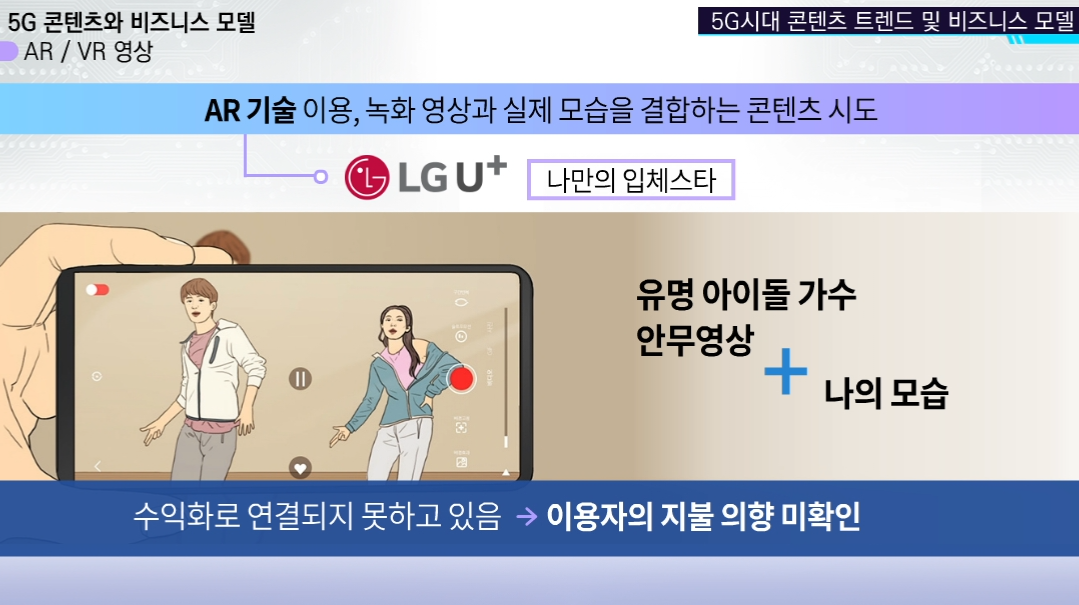 5G 콘텐츠와 비즈니스 모델
AR / VR 영상
5G시대 콘텐츠 트렌드 및 비즈니스 모델
AR 기술 이용, 녹화 영상과 실제 모습을 결합하는 콘텐츠 시도
LG U+
나만의 입체스타
유명 아이돌 가수
안무영상
+
나의 모습
수익화로 연결되지 못하고 있음 → 이용자의 지불 의향 미확인